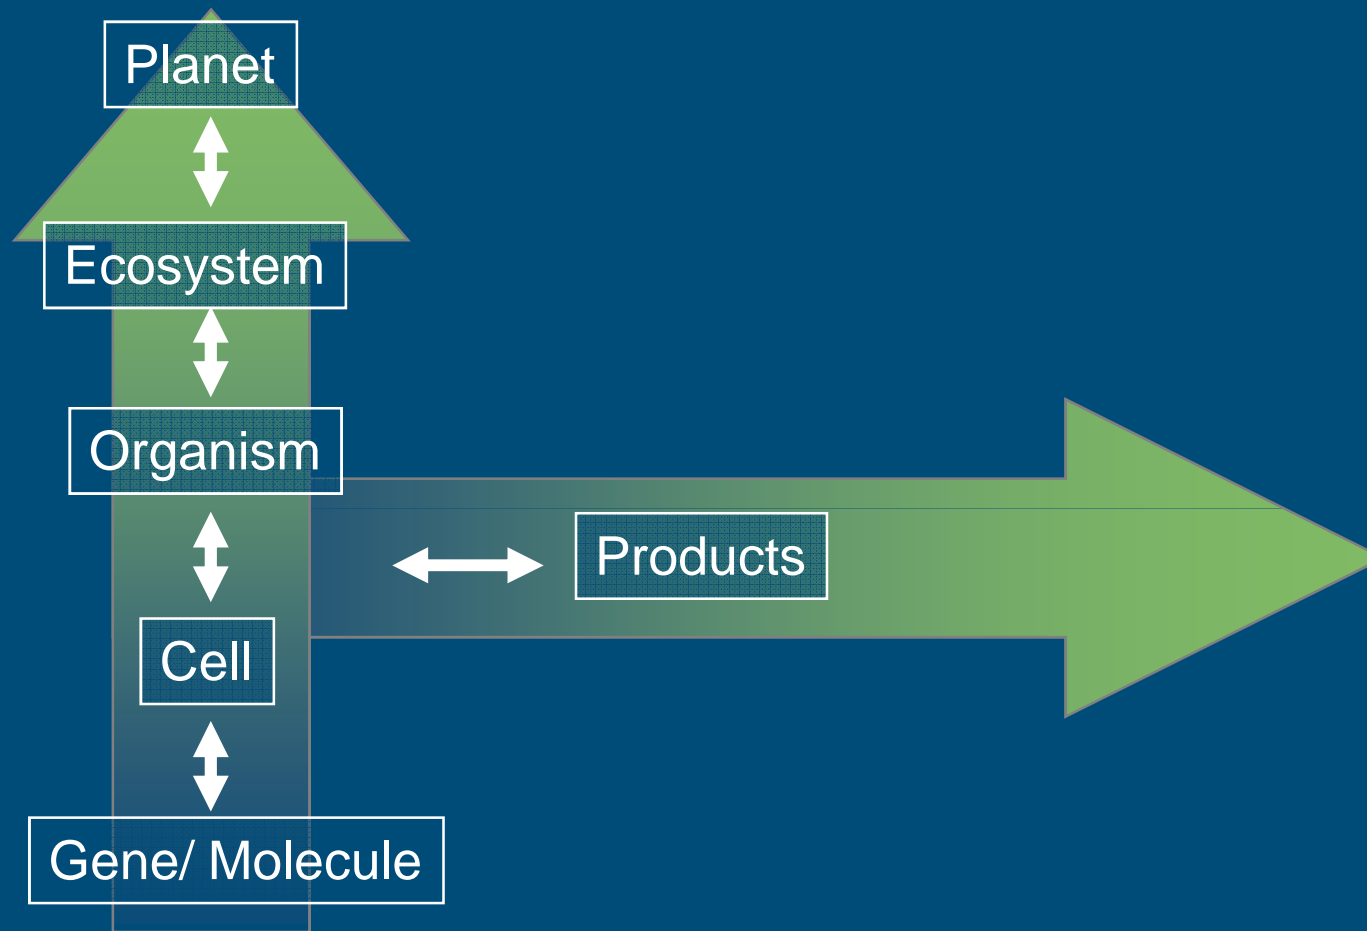 Planet
Ecosystem
Organism
Products
Cell
Gene/ Molecule